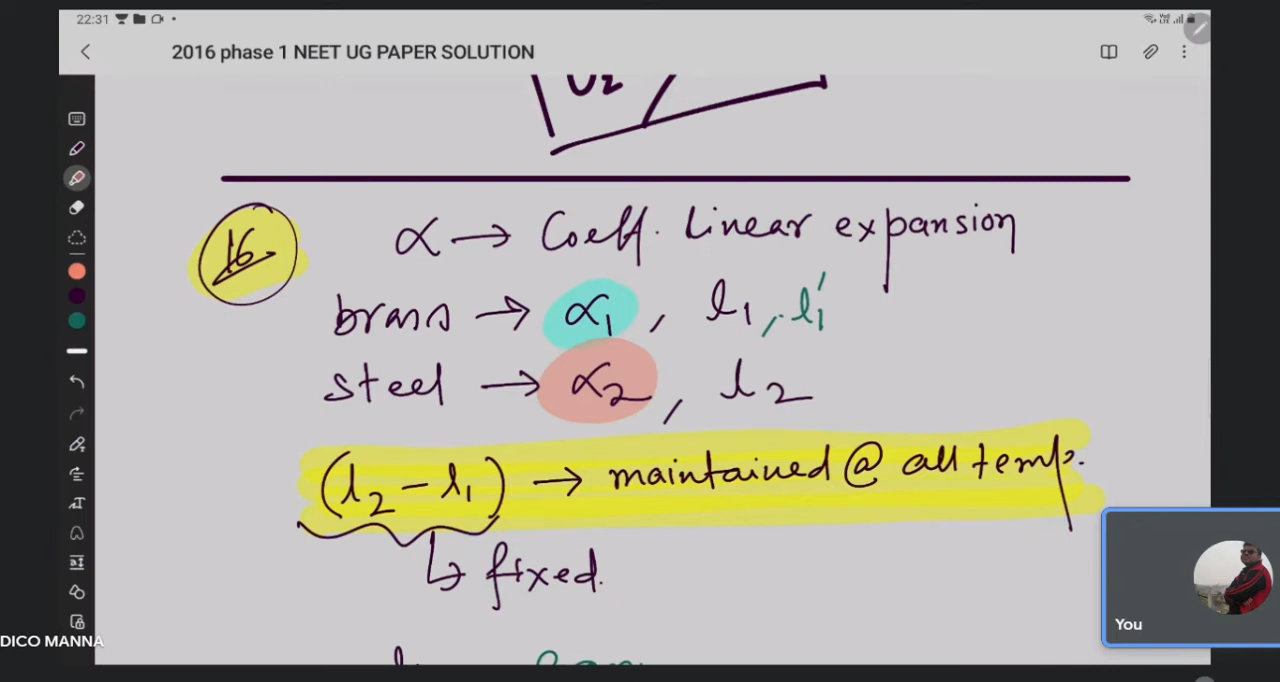 22:31
2016 phase 1 NEET UG PAPER SOLUTION
U2
16. α → Coeff. Linear expansion
brass → α1, l1, l1'
steel → α2, l2
(l2 - l1) → maintained @ all temp.
↳ fixed.
DICO MANNA
You